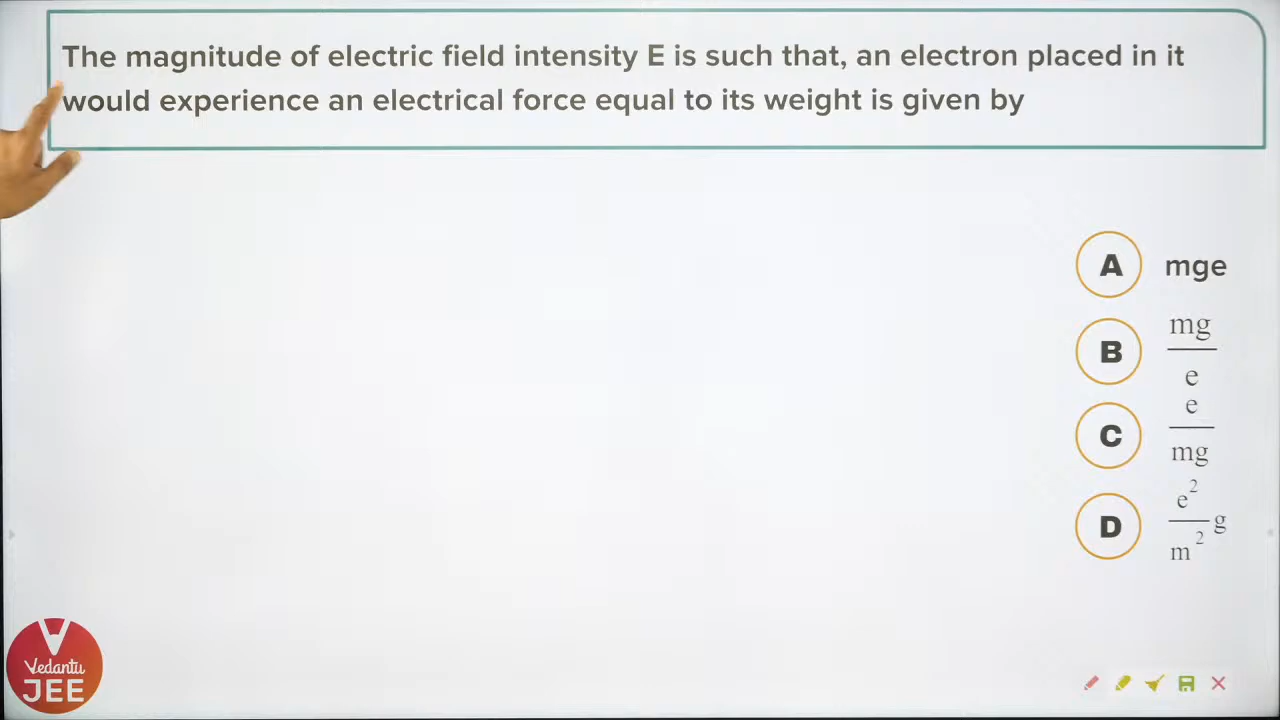 The magnitude of electric field intensity E is such that, an electron placed in it
would experience an electrical force equal to its weight is given by
A mge
B mg/e
C e/mg
D e²/m² g
Vedantu
JEE